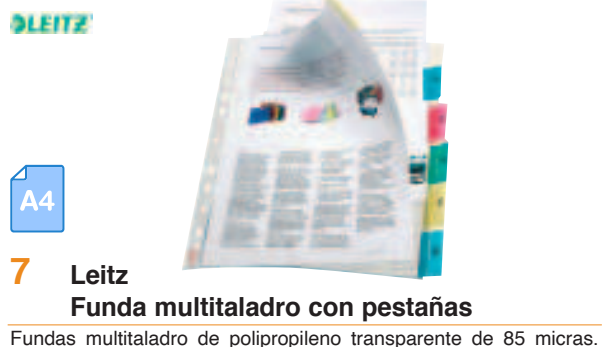 LEITZ
A4
7 Leitz
Funda multitaladro con pestañas
Fundas multitaladro de polipropileno transparente de 85 micras.